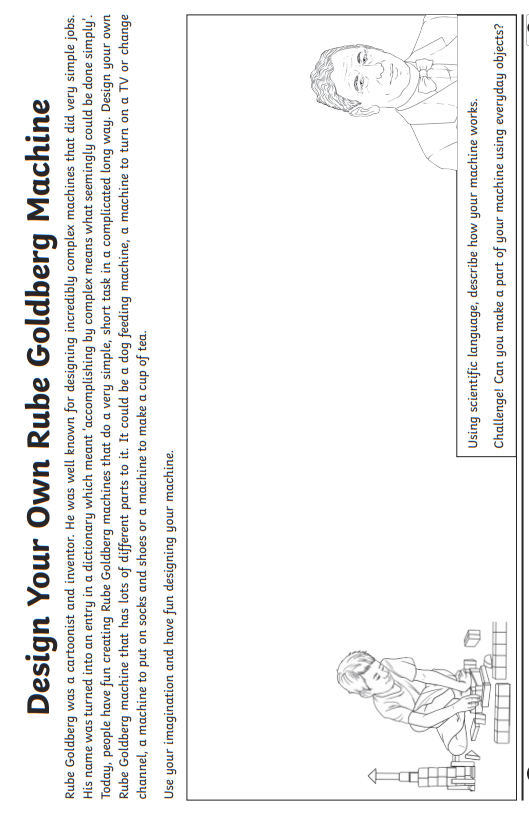 Design Your Own Rube Goldberg Machine
Rube Goldberg was a cartoonist and inventor. He was well known for designing incredibly complex machines that did very simple jobs.
His name was turned into an entry in a dictionary which meant 'accomplishing by complex means what seemingly could be done simply'.
Today, people have fun creating Rube Goldberg machines that do a very simple, short task in a complicated long way. Design your own
Rube Goldberg machine that has lots of different parts to it. It could be a dog feeding machine, a machine to turn on a TV or change
channel, a machine to put on socks and shoes or a machine to make a cup of tea.
Use your imagination and have fun designing your machine.
Using scientific language, describe how your machine works.
Challenge! Can you make a part of your machine using everyday objects?